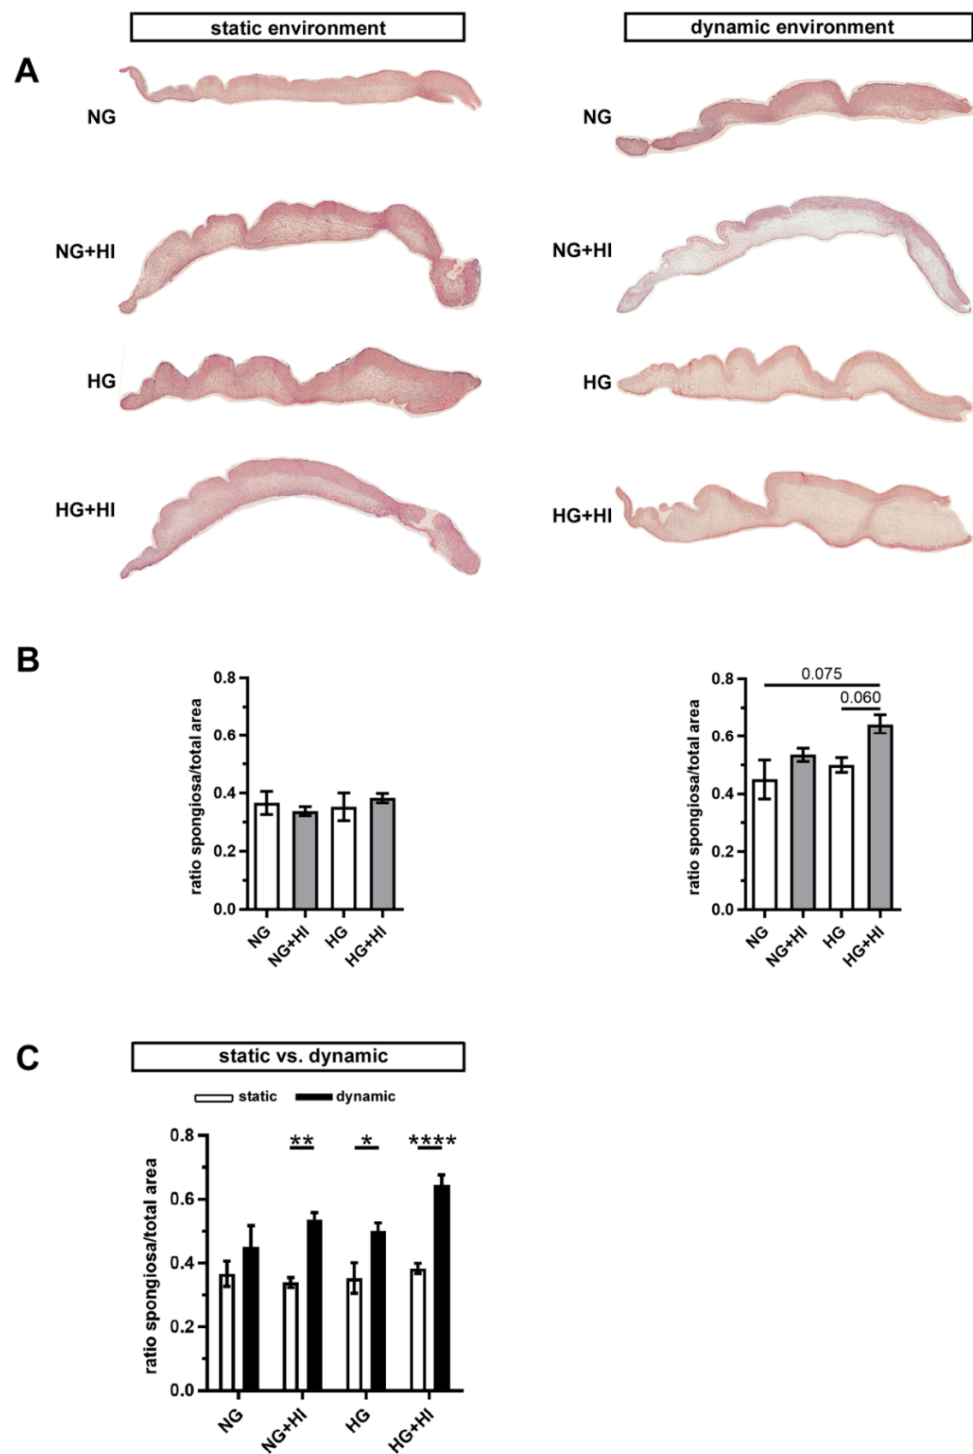 static environment
dynamic environment
A
NG
NG
NG+HI
NG+HI
HG
HG
HG+HI
HG+HI
B
ratio spongiosa/total area
0.8
0.6
0.4
0.2
0.0
NG
NG+HI
HG
HG+HI
ratio spongiosa/total area
0.8
0.6
0.4
0.2
0.0
0.075
0.060
NG
NG+HI
HG
HG+HI
C
static vs. dynamic
static
dynamic
ratio spongiosa/total area
0.8
0.6
0.4
0.2
0.0
**
*
****
NG
NG+HI
HG
HG+HI